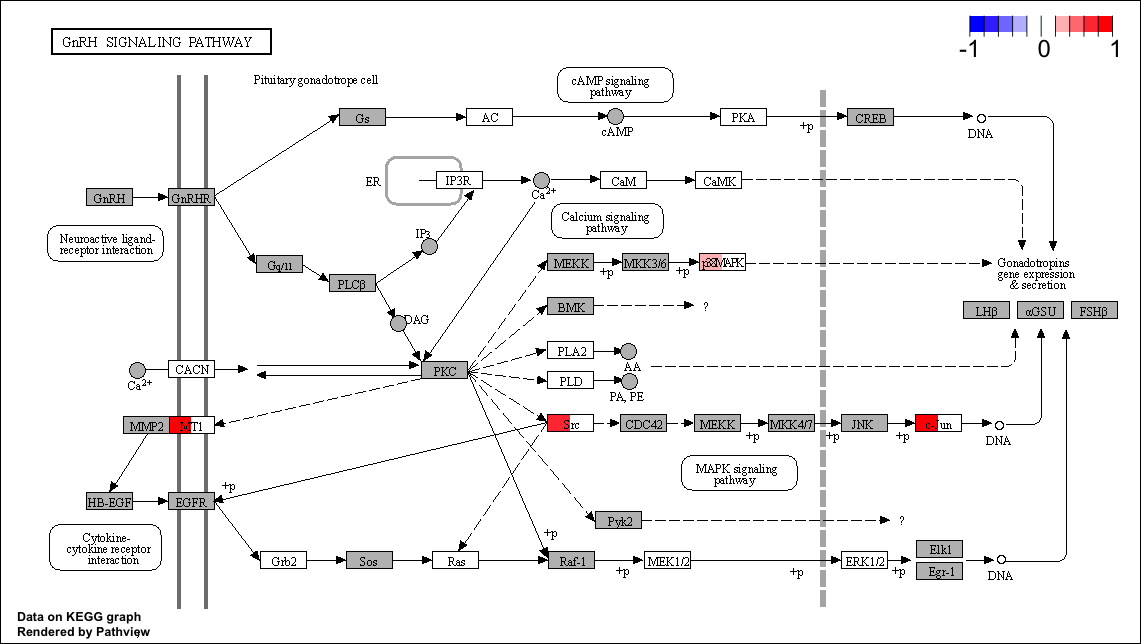 GnRH SIGNALING PATHWAY
-1 0 1
Pituitary gonadotrope cell
cAMP signaling
pathway
Gs
AC
cAMP
PKA
+p
CREB
DNA
ER
IP3R
Ca2+
CaM
CaMK
GnRH
GnRHR
Neuroactive ligand-
receptor interaction
Calcium signaling
pathway
IP3
Gq/11
PLCβ
MEKK
+p
MKK3/6
+p
p38MAPK
Gonadotropins
gene expression
& secretion
BMK
?
LHβ
αGSU
FSHβ
DAG
PLA2
AA
CACN
Ca2+
PKC
PLD
PA, PE
MMP2
MT1
Src
CDC42
MEKK
+p
MKK4/7
+p
JNK
+p
c-Jun
DNA
MAPK signaling
pathway
HB-EGF
EGFR
+p
Pyk2
?
Cytokine-
cytokine receptor
interaction
Grb2
Sos
Ras
+p
Raf-1
+p
MEK1/2
+p
ERK1/2
+p
Elk1
Egr-1
DNA
Data on KEGG graph
Rendered by Pathview